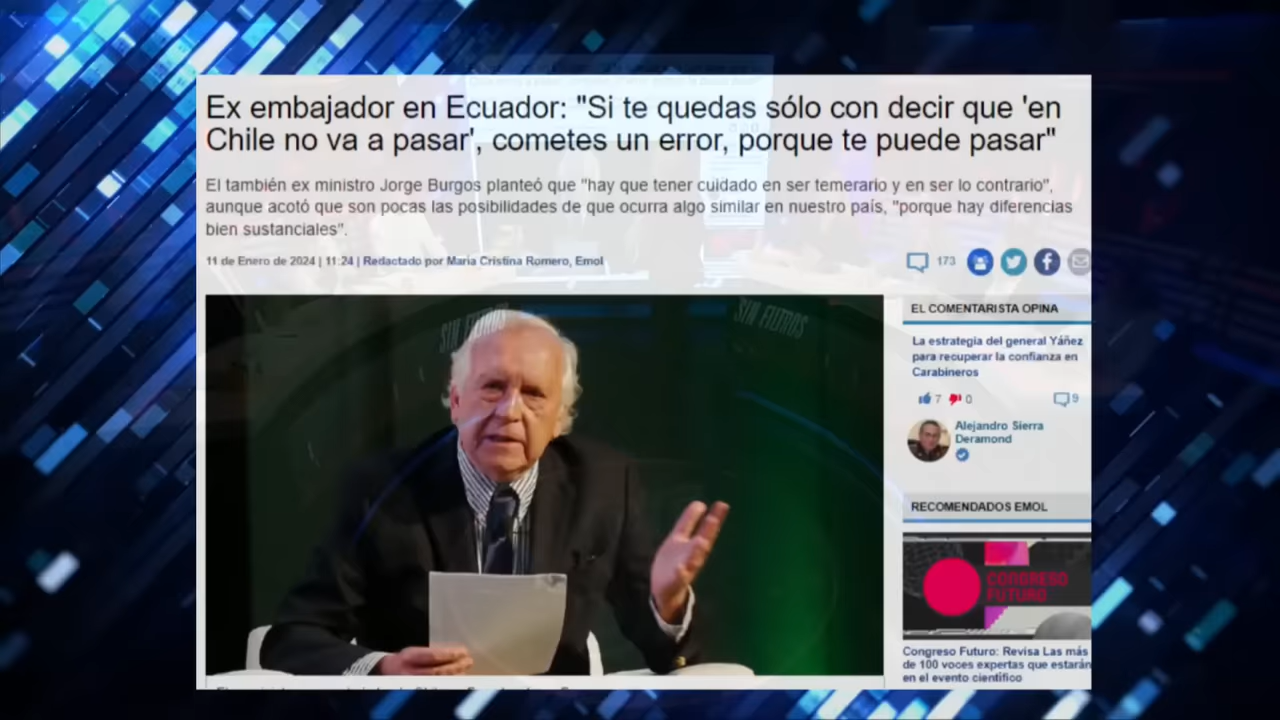 Ex embajador en Ecuador: "Si te quedas sólo con decir que 'en
Chile no va a pasar', cometes un error, porque te puede pasar"
El también ex ministro Jorge Burgos planteó que "hay que tener cuidado en ser temerario y en ser lo contrario",
aunque acotó que son pocas las posibilidades de que ocurra algo similar en nuestro país, "porque hay diferencias
bien sustanciales".
11 de Enero de 2024 | 11:24 | Redactado por María Cristina Romero, Emol
173
SIN FILTROS
SIN FILTROS
EL COMENTARISTA OPINA
La estrategia del general Yáñez
para recuperar la confianza en
Carabineros
7 0 9
Alejandro Sierra
Deramond
RECOMENDADOS EMOL
CONGRESO
FUTURO
Congreso Futuro: Revisa Las más
de 100 voces expertas que estarán
en el evento científico